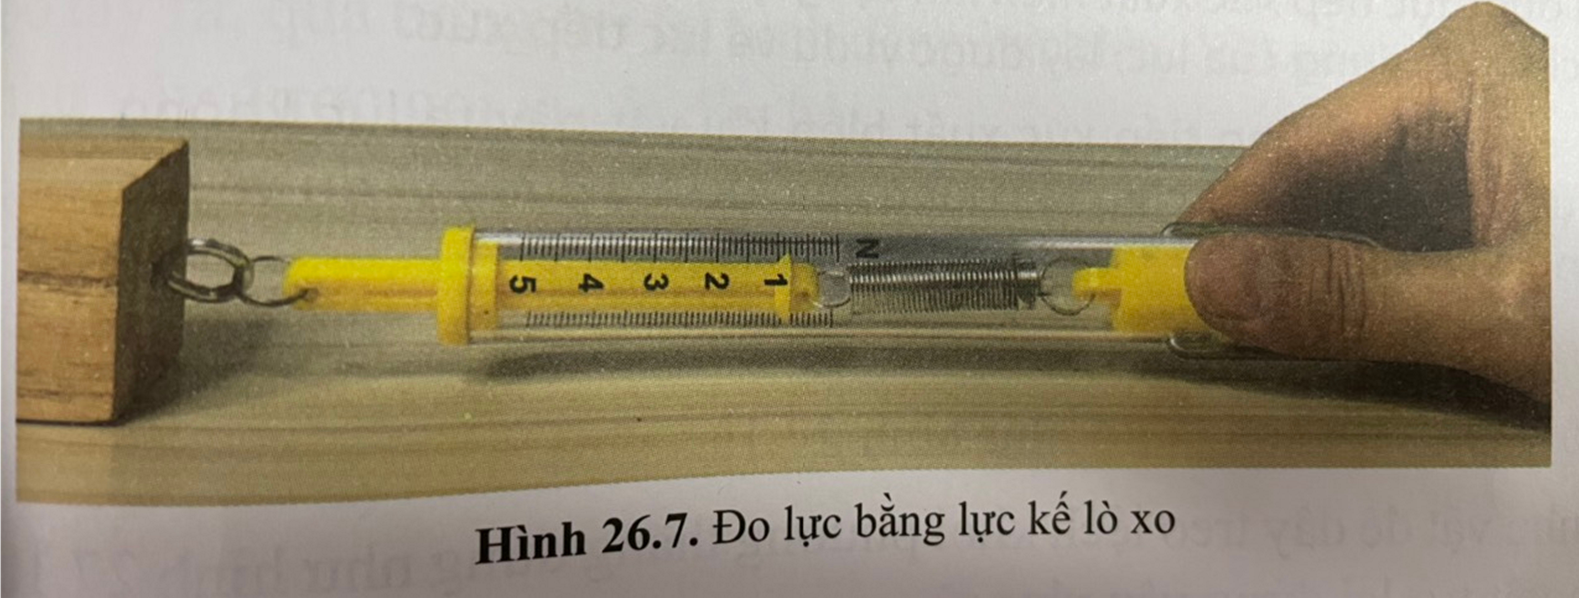 5 4 3 2 1 N
Hình 26.7. Đo lực bằng lực kế lò xo